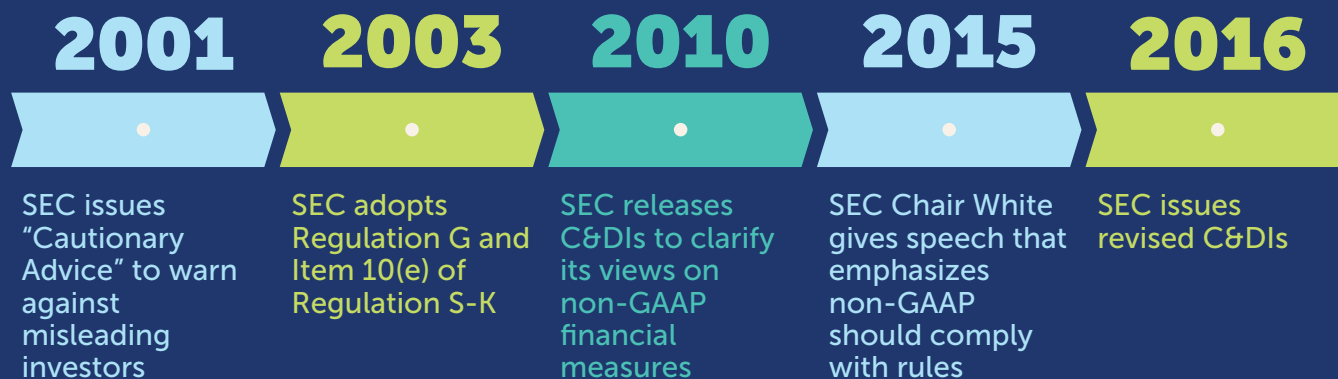 2001
SEC issues
“Cautionary
Advice” to warn
against
misleading
investors
2003
SEC adopts
Regulation G and
Item 10(e) of
Regulation S-K
2010
SEC releases
C&DIs to clarify
its views on
non-GAAP
financial
measures
2015
SEC Chair White
gives speech that
emphasizes
non-GAAP
should comply
with rules
2016
SEC issues
revised C&DIs